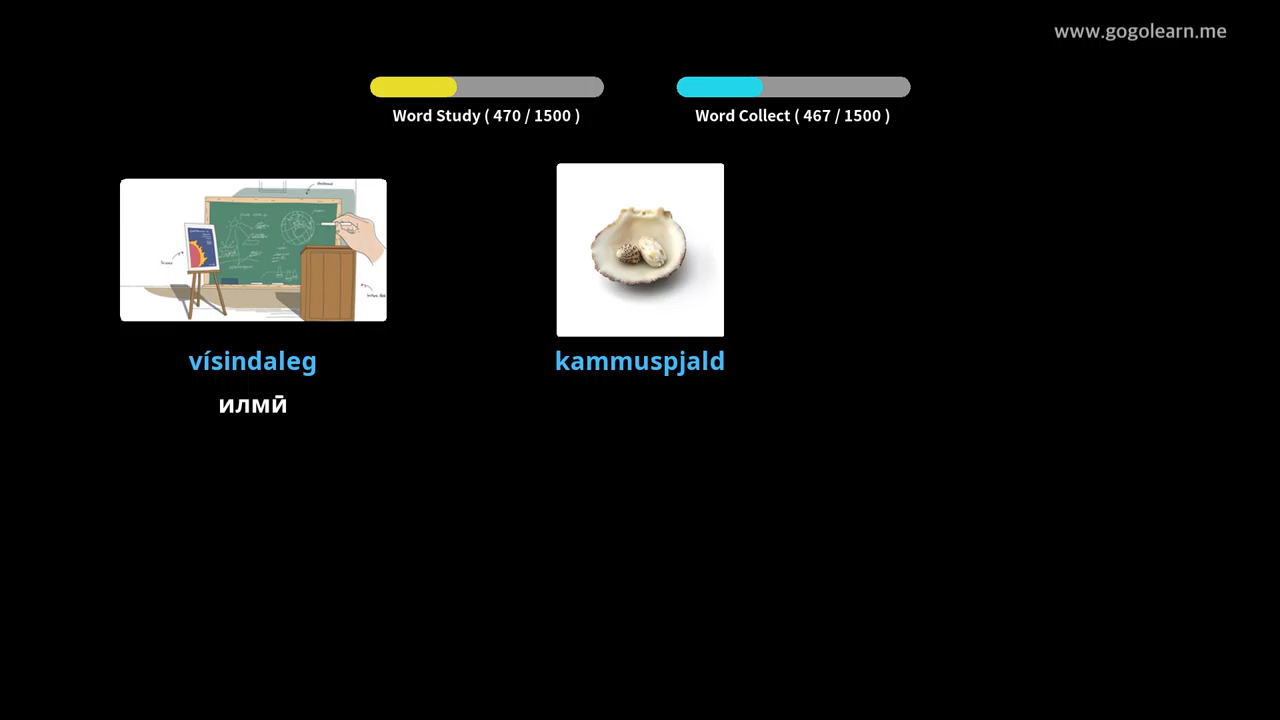 www.gogolearn.me
Word Study ( 470 / 1500 )
Word Collect ( 467 / 1500 )
vísindaleg
илмӣ
kammuspjald